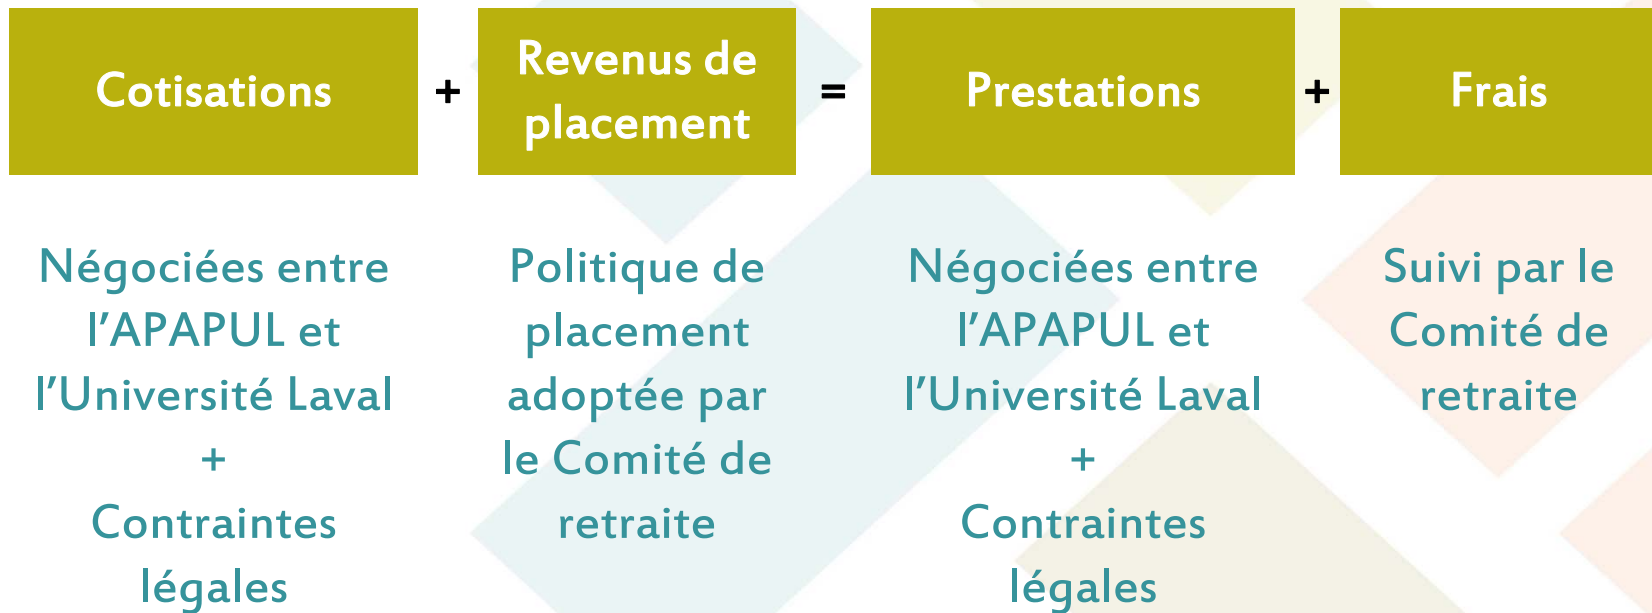 Cotisations + Revenus de placement = Prestations + Frais
Négociées entre
l'APAPUL et
l'Université Laval
+
Contraintes
légales
Politique de
placement
adoptée par
le Comité de
retraite
Négociées entre
l'APAPUL et
l'Université Laval
+
Contraintes
légales
Suivi par le
Comité de
retraite